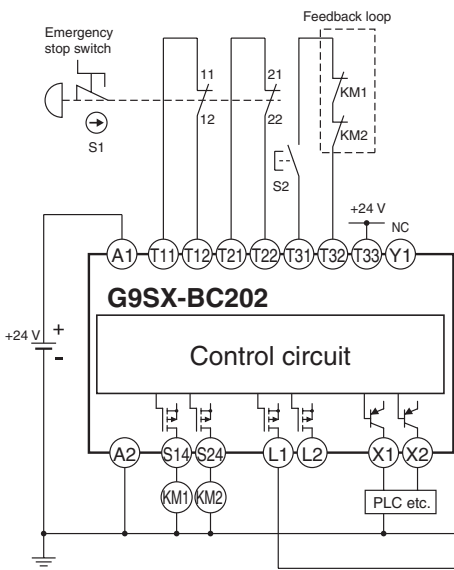 Feedback loop
Emergency
stop switch
11
21
KM1
12
22
KM2
S1
S2
+24 V
NC
A1
T11
T12
T21
T22
T31
T32
T33
Y1
G9SX-BC202
+24 V
+
-
Control circuit
A2
S14
S24
L1
L2
X1
X2
KM1
KM2
PLC etc.